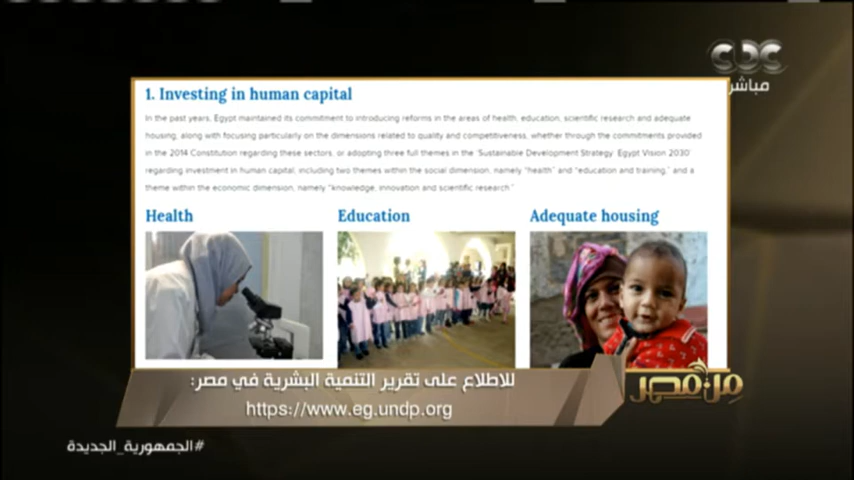 cbc
مباشر
1. Investing in human capital
In the past years, Egypt maintained its commitment to introducing reforms in the areas of health, education, scientific research and adequate
housing, along with focusing particularly on the dimensions related to quality and competitiveness, whether through the commitments provided
in the 2014 Constitution regarding these sectors, or adopting three full themes in the 'Sustainable Development Strategy: Egypt Vision 2030'
regarding investment in human capital, including two themes within the social dimension, namely "health" and "education and training," and a
theme within the economic dimension, namely "knowledge, innovation and scientific research."
Health Education Adequate housing
للاطلاع على تقرير التنمية البشرية في مصر:
https://www.eg.undp.org
من مصر
#الجمهورية_الجديدة